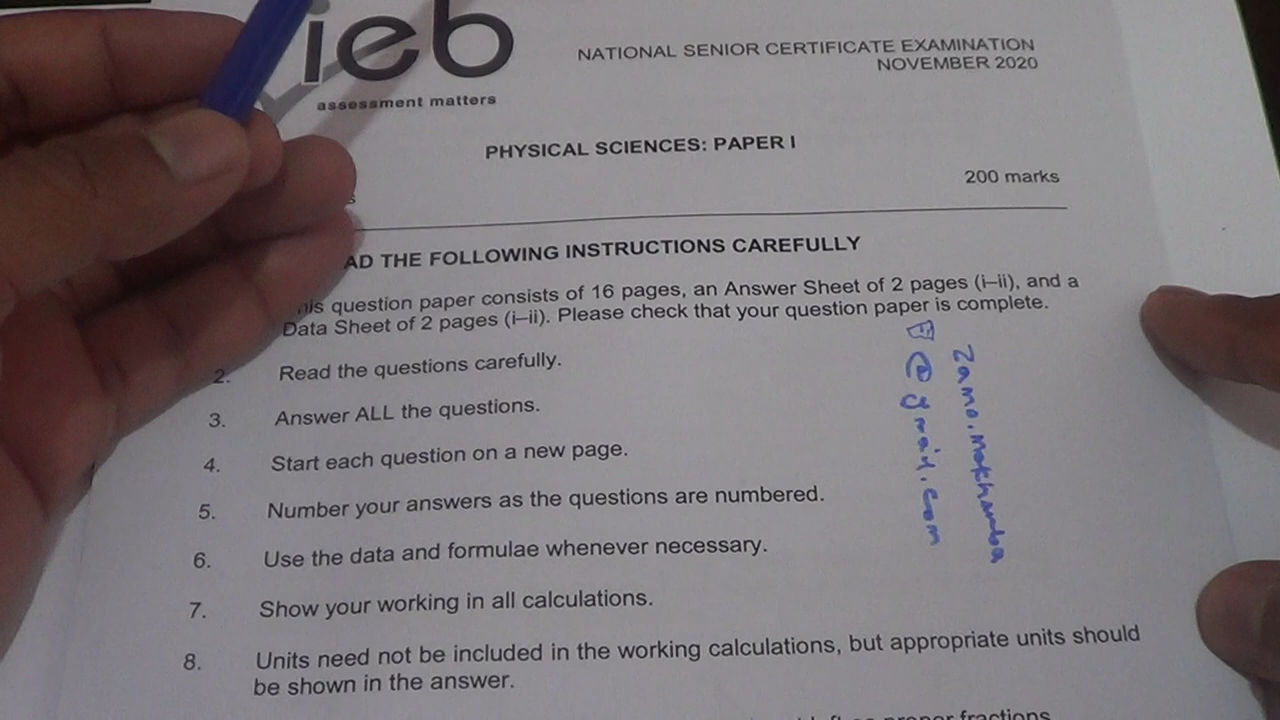 ieb
assessment matters
NATIONAL SENIOR CERTIFICATE EXAMINATION
NOVEMBER 2020
PHYSICAL SCIENCES: PAPER I
200 marks
THE FOLLOWING INSTRUCTIONS CAREFULLY
question paper consists of 16 pages, an Answer Sheet of 2 pages (i–ii), and a
Data Sheet of 2 pages (i–ii). Please check that your question paper is complete.
2. Read the questions carefully.
3. Answer ALL the questions.
4. Start each question on a new page.
5. Number your answers as the questions are numbered.
6. Use the data and formulae whenever necessary.
7. Show your working in all calculations.
8. Units need not be included in the working calculations, but appropriate units should
be shown in the answer.
fractions
@gmail.com